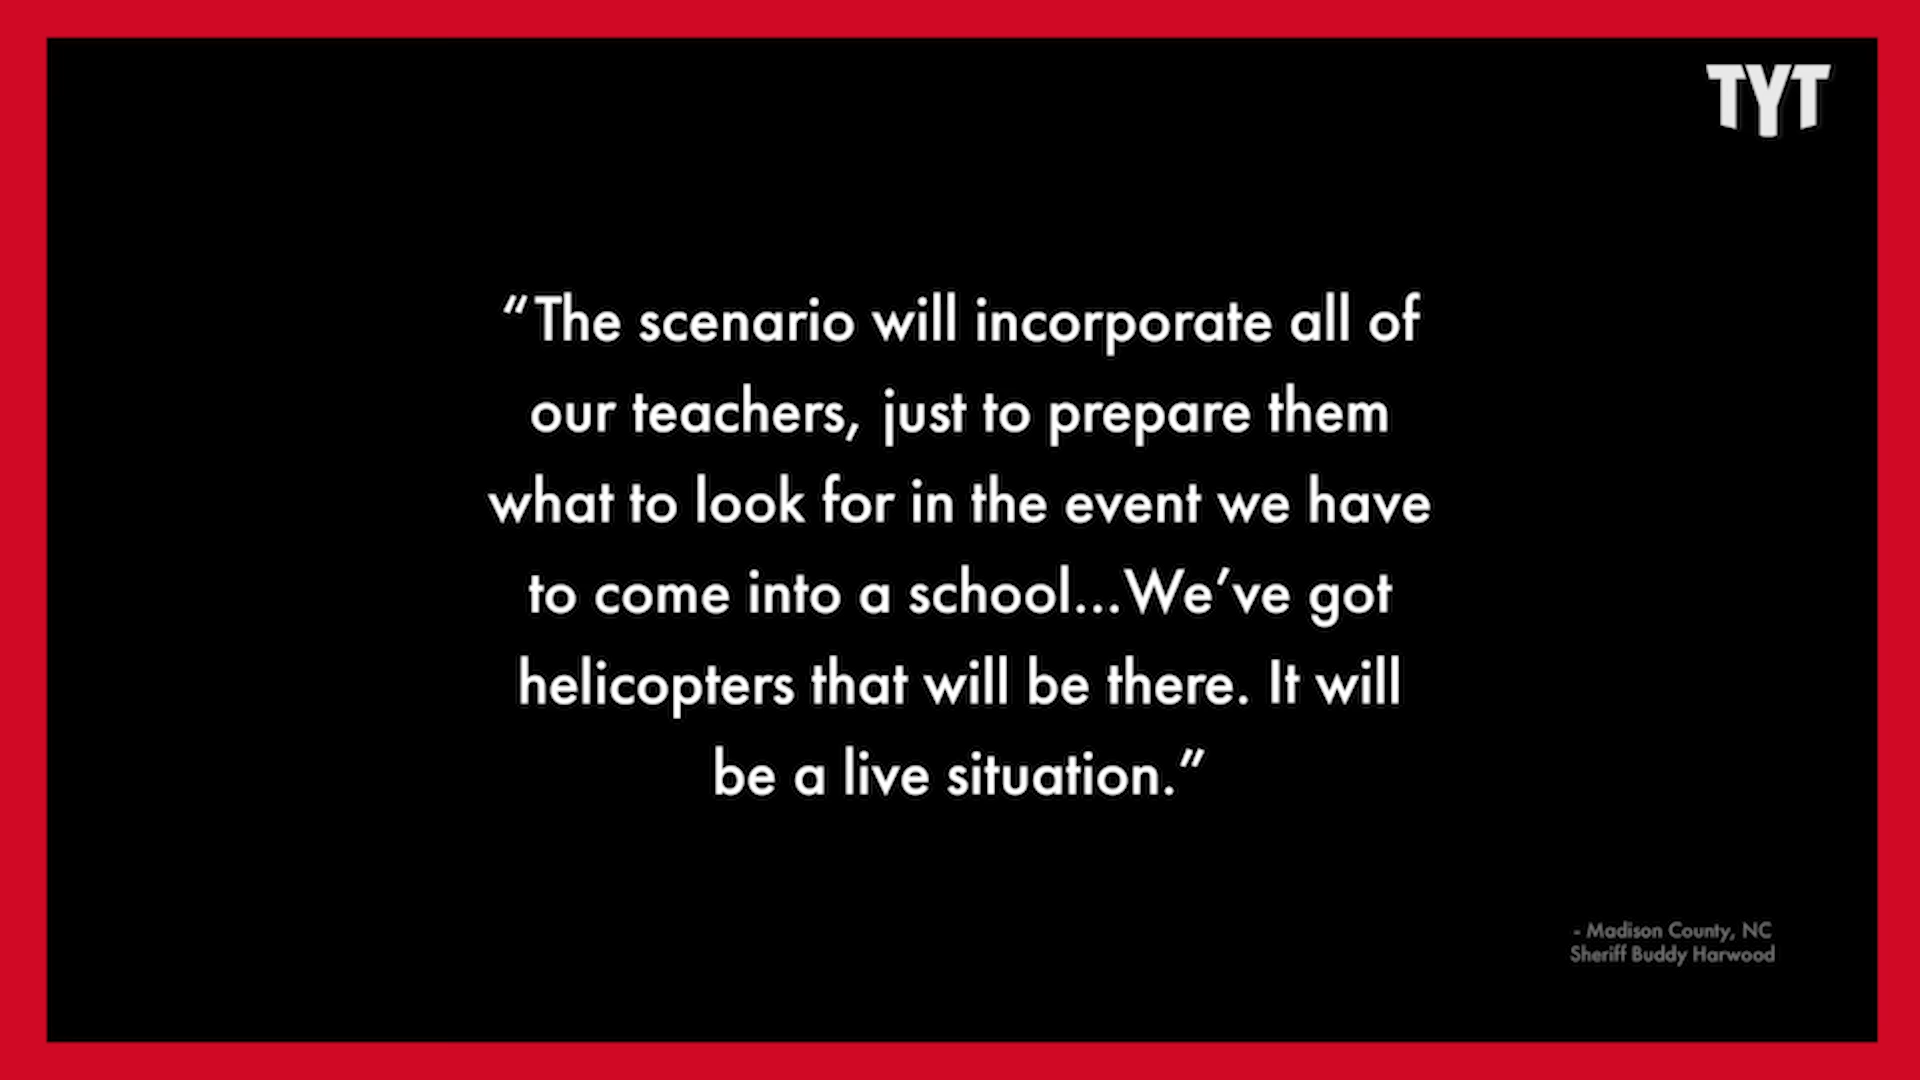 TYT
“The scenario will incorporate all of
our teachers, just to prepare them
what to look for in the event we have
to come into a school...We’ve got
helicopters that will be there. It will
be a live situation.”
- Madison County, NC
Sheriff Buddy Harwood